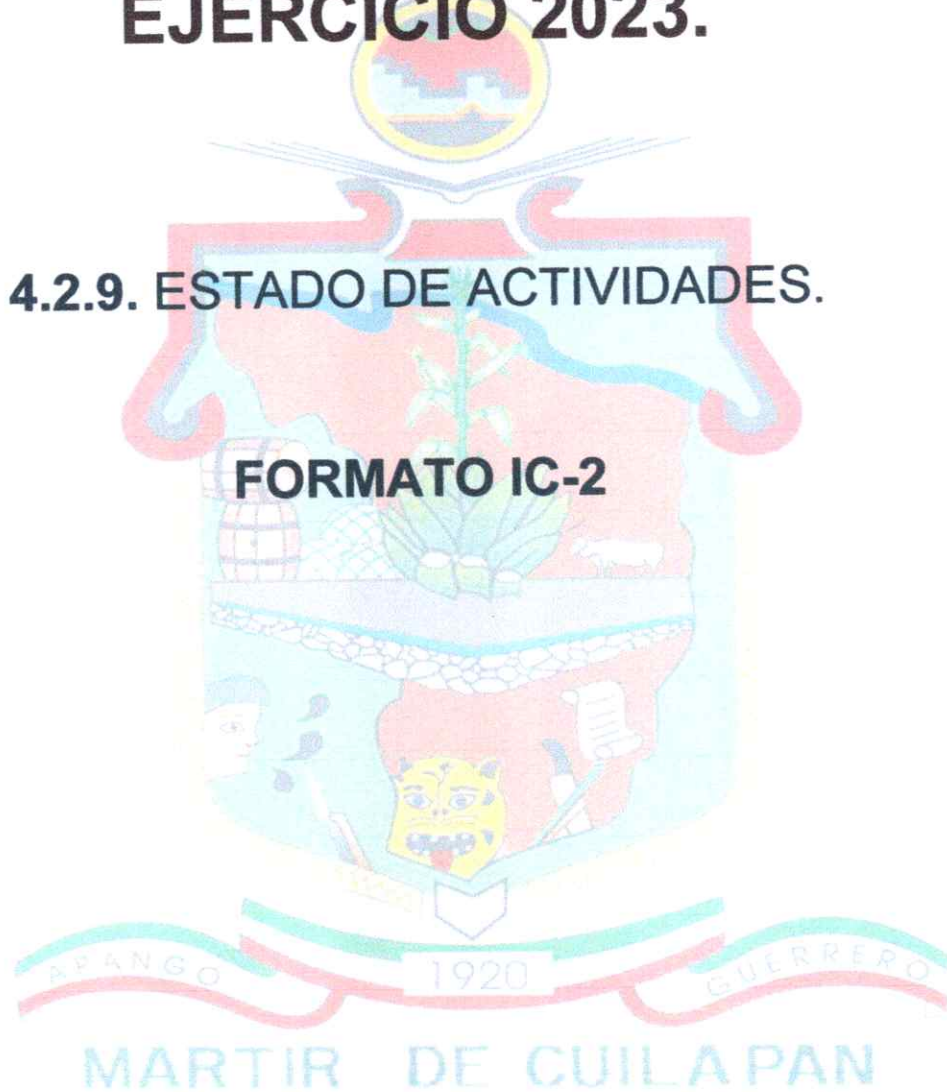 EJERCICIO 2023.
4.2.9. ESTADO DE ACTIVIDADES.
FORMATO IC-2
APANGO 1920 GUERRERO
MARTIR DE CUILAPAN